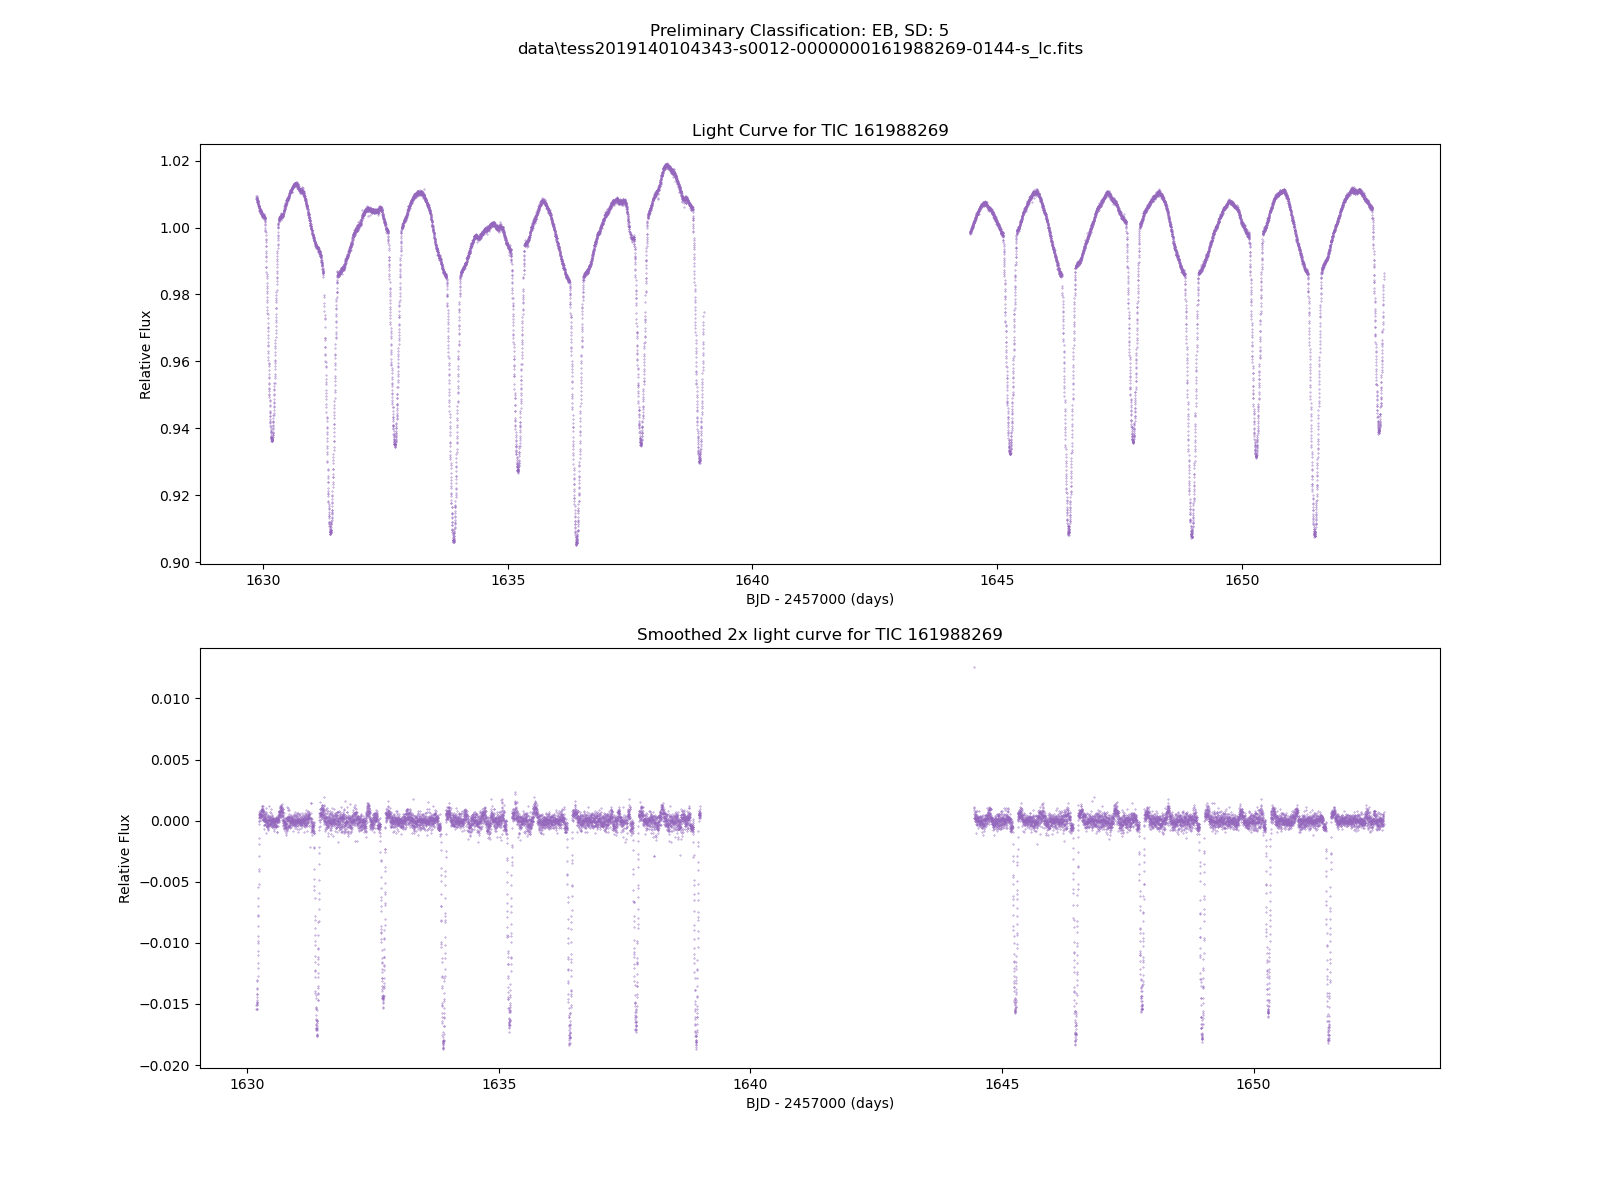 Preliminary Classification: EB, SD: 5
data\tess2019140104343-s0012-0000000161988269-0144-s_lc.fits
Light Curve for TIC 161988269
1.02
1.00
0.98
0.96
0.94
0.92
0.90
Relative Flux
1630 1635 1640 1645 1650
BJD - 2457000 (days)
Smoothed 2x light curve for TIC 161988269
0.010
0.005
0.000
−0.005
−0.010
−0.015
−0.020
Relative Flux
1630 1635 1640 1645 1650
BJD - 2457000 (days)